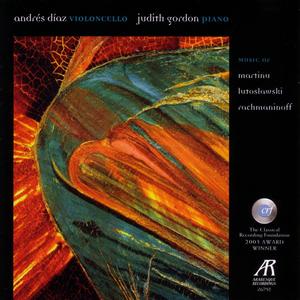 andrés díaz VIOLONCELLO judith gordon PIANO
MUSIC OF
martinu
lutosławski
rachmaninoff
crf
The Classical
Recording Foundation
2003 AWARD
WINNER
AR
ARABESQUE
RECORDINGS